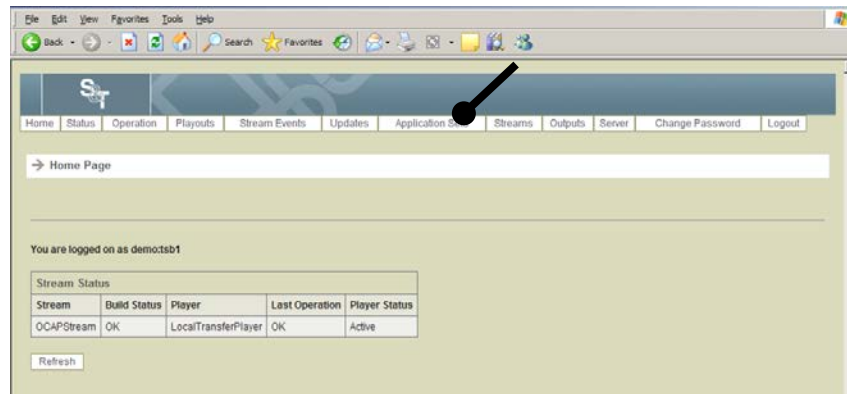 File Edit View Favorites Tools Help
Back Search Favorites
S&T
Home Status Operation Playouts Stream Events Updates Application Streams Outputs Server Change Password Logout
Home Page
You are logged on as demo:tsb1
Stream Status
Stream Build Status Player Last Operation Player Status
OCAPStream OK LocalTransferPlayer OK Active
Refresh